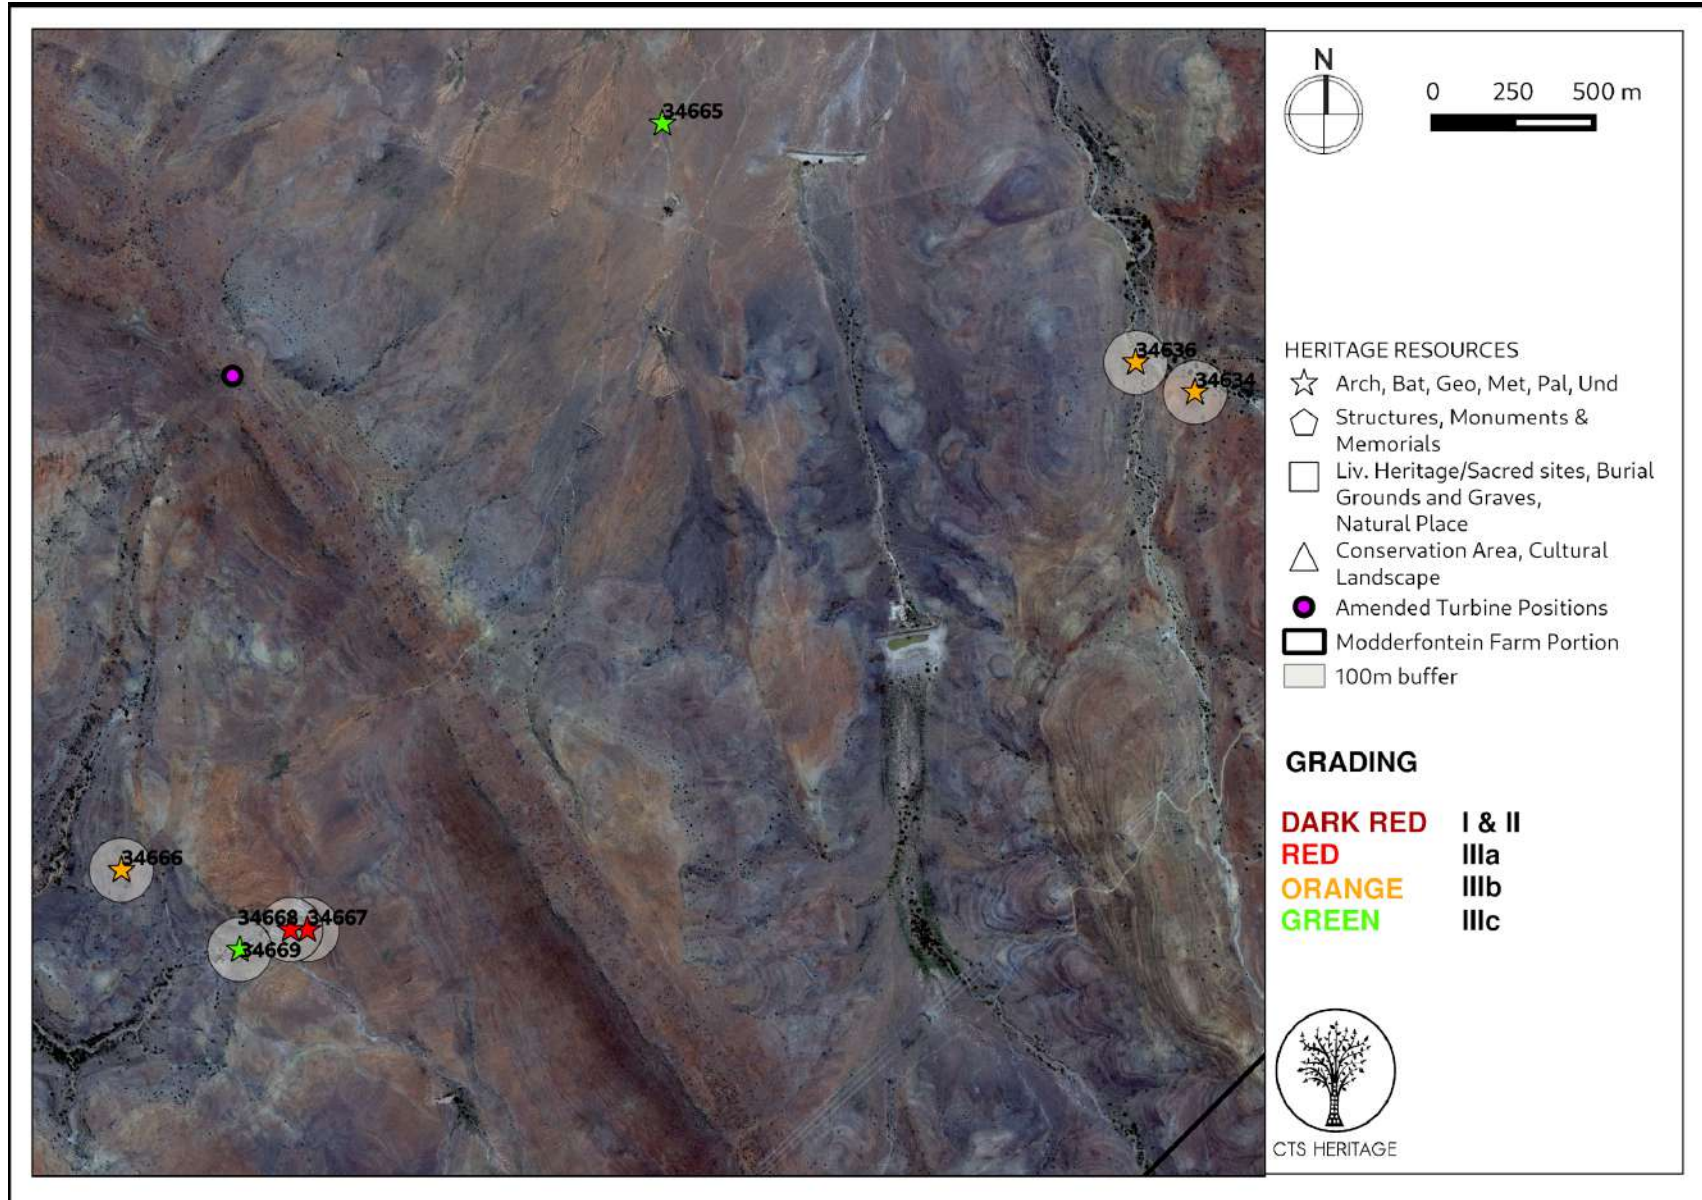 34665
34636
34634
34666
34668 34667
34669
N
0 250 500 m
HERITAGE RESOURCES
Arch, Bat, Geo, Met, Pal, Und
Structures, Monuments &
Memorials
Liv. Heritage/Sacred sites, Burial
Grounds and Graves,
Natural Place
Conservation Area, Cultural
Landscape
Amended Turbine Positions
Modderfontein Farm Portion
100m buffer
GRADING
DARK RED I & II
RED IIIa
ORANGE IIIb
GREEN IIIc
CTS HERITAGE